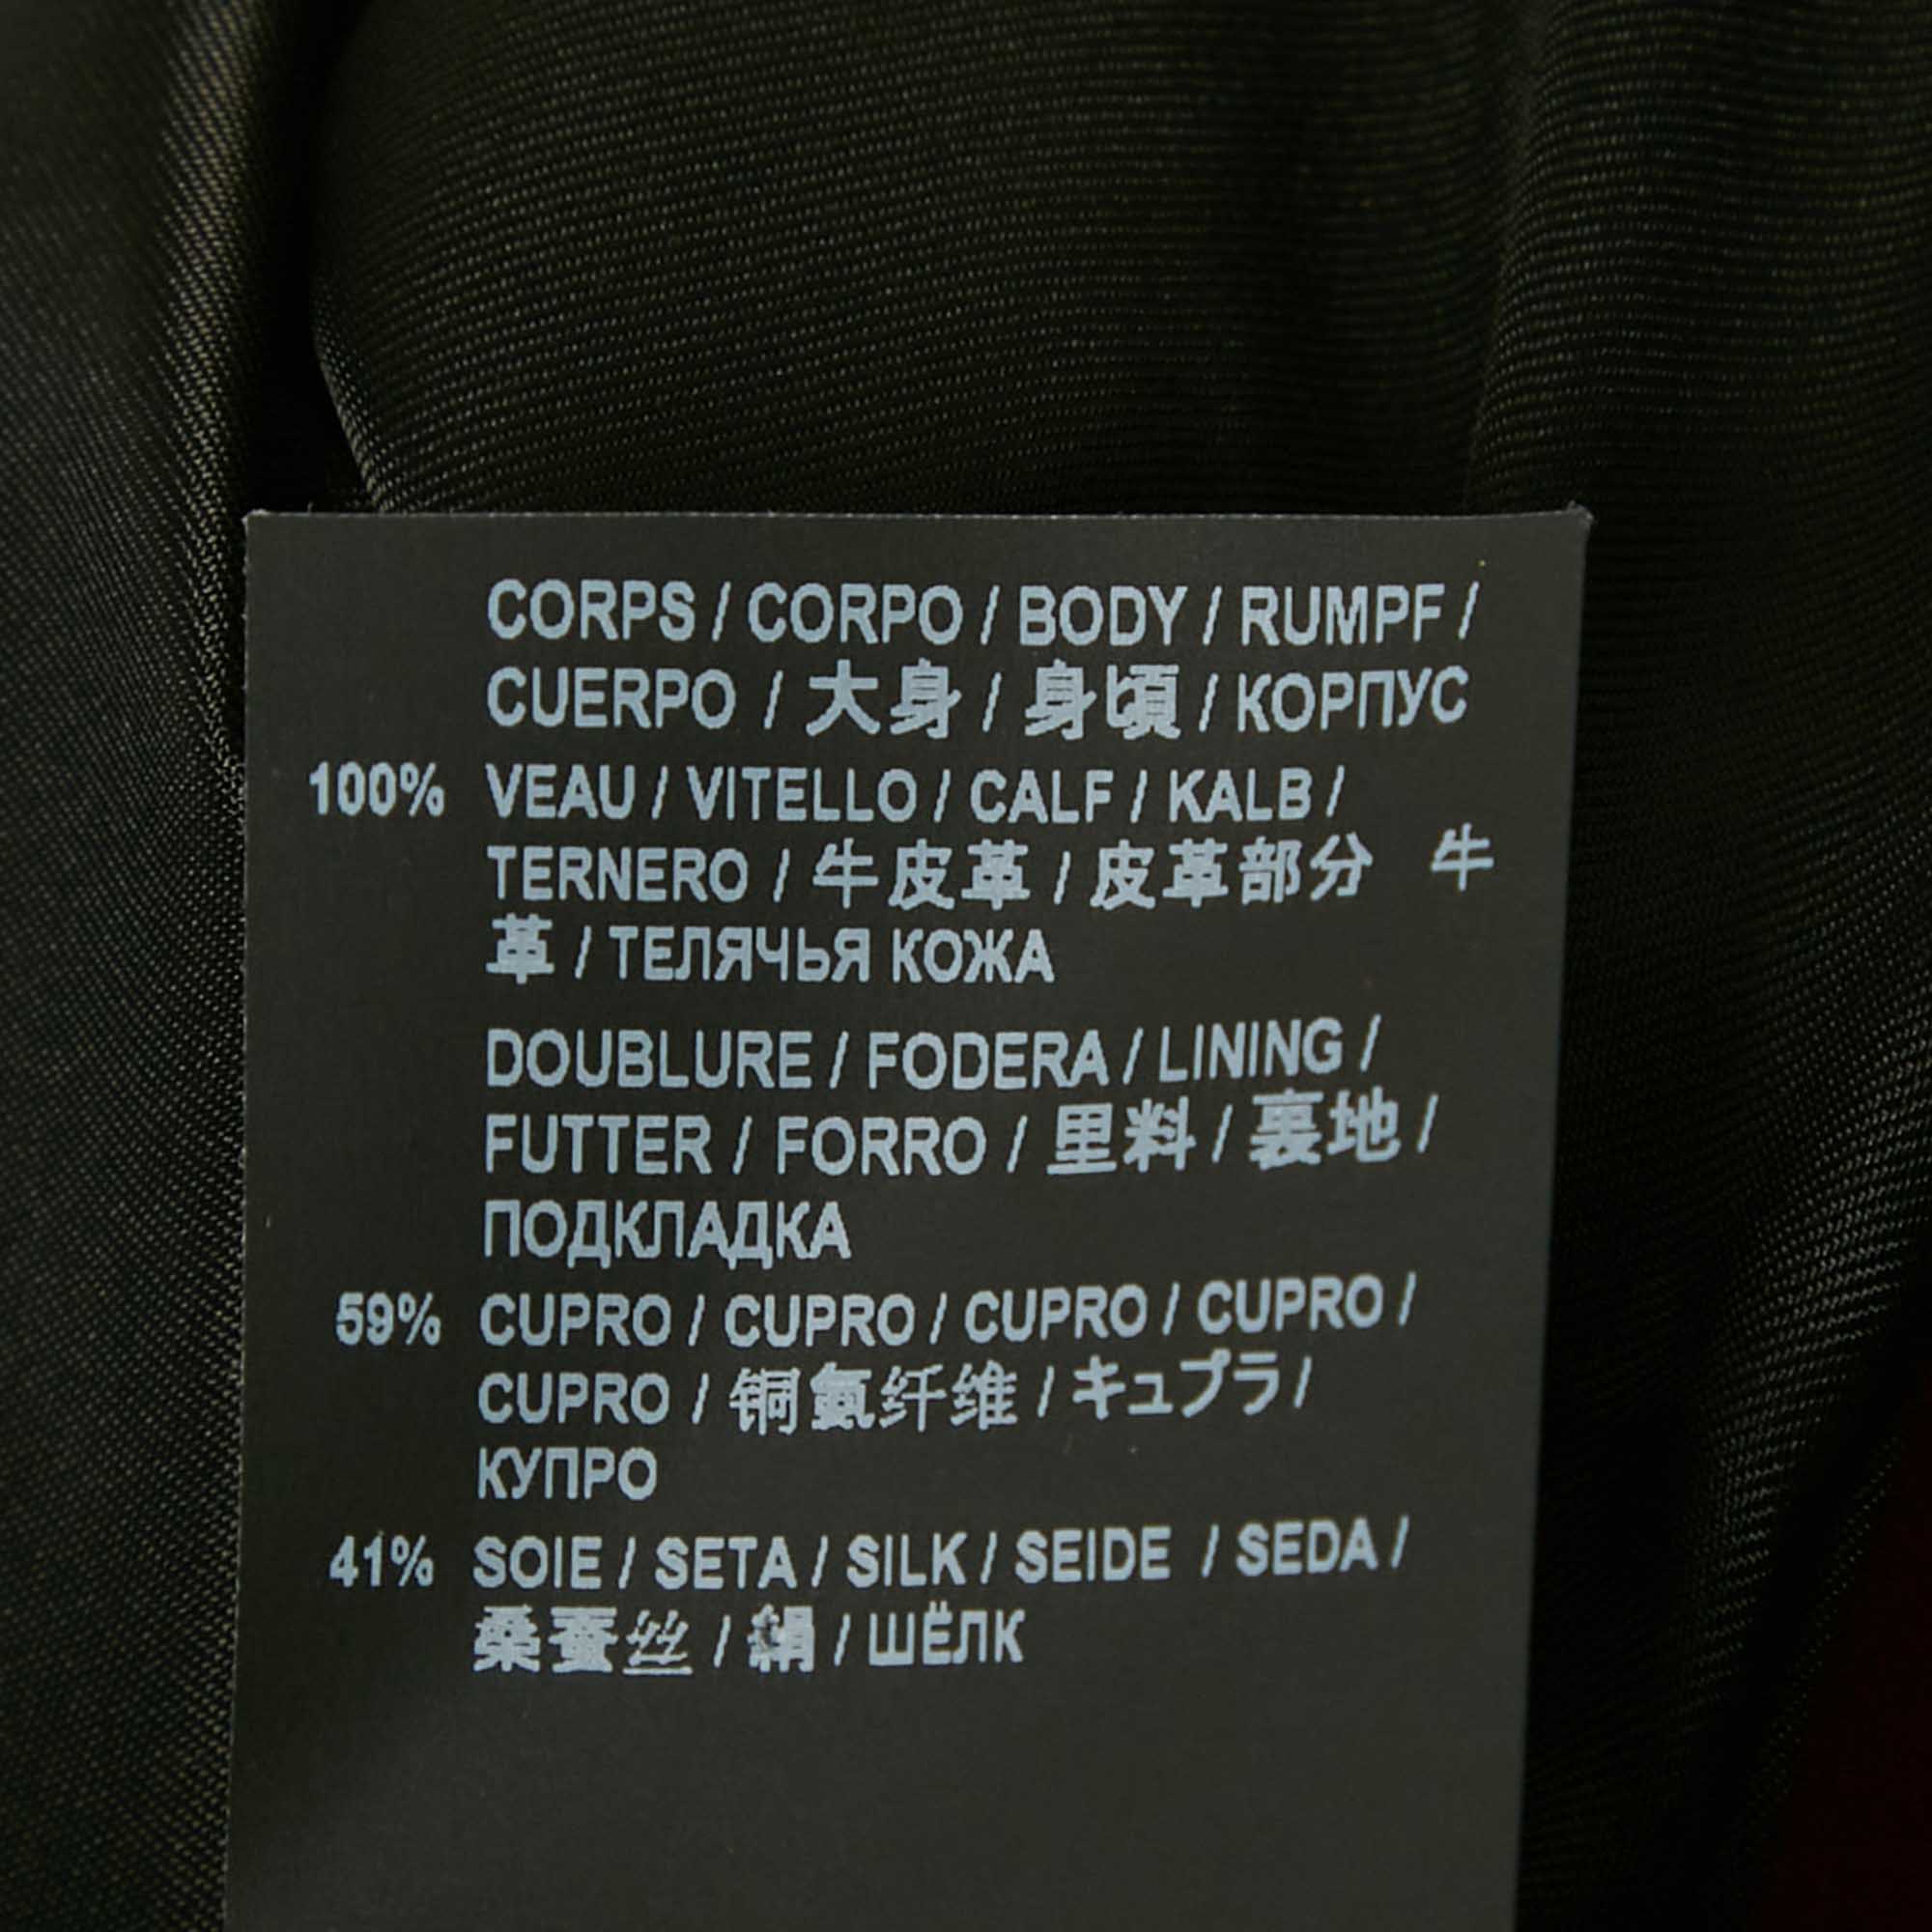 CORPS / CORPO / BODY / RUMPF /
CUERPO / 大身 / 身頃 / КОРПУС
100% VEAU / VITELLO / CALF / KALB /
TERNERO / 牛皮革 / 皮革部分　牛
革 / ТЕЛЯЧЬЯ КОЖА
DOUBLURE / FODERA / LINING /
FUTTER / FORRO / 里料 / 裏地 /
ПОДКЛАДКА
59% CUPRO / CUPRO / CUPRO / CUPRO /
CUPRO / 铜氨纤维 / キュプラ /
КУПРО
41% SOIE / SETA / SILK / SEIDE / SEDA /
桑蚕丝 / 絹 / ШЁЛК